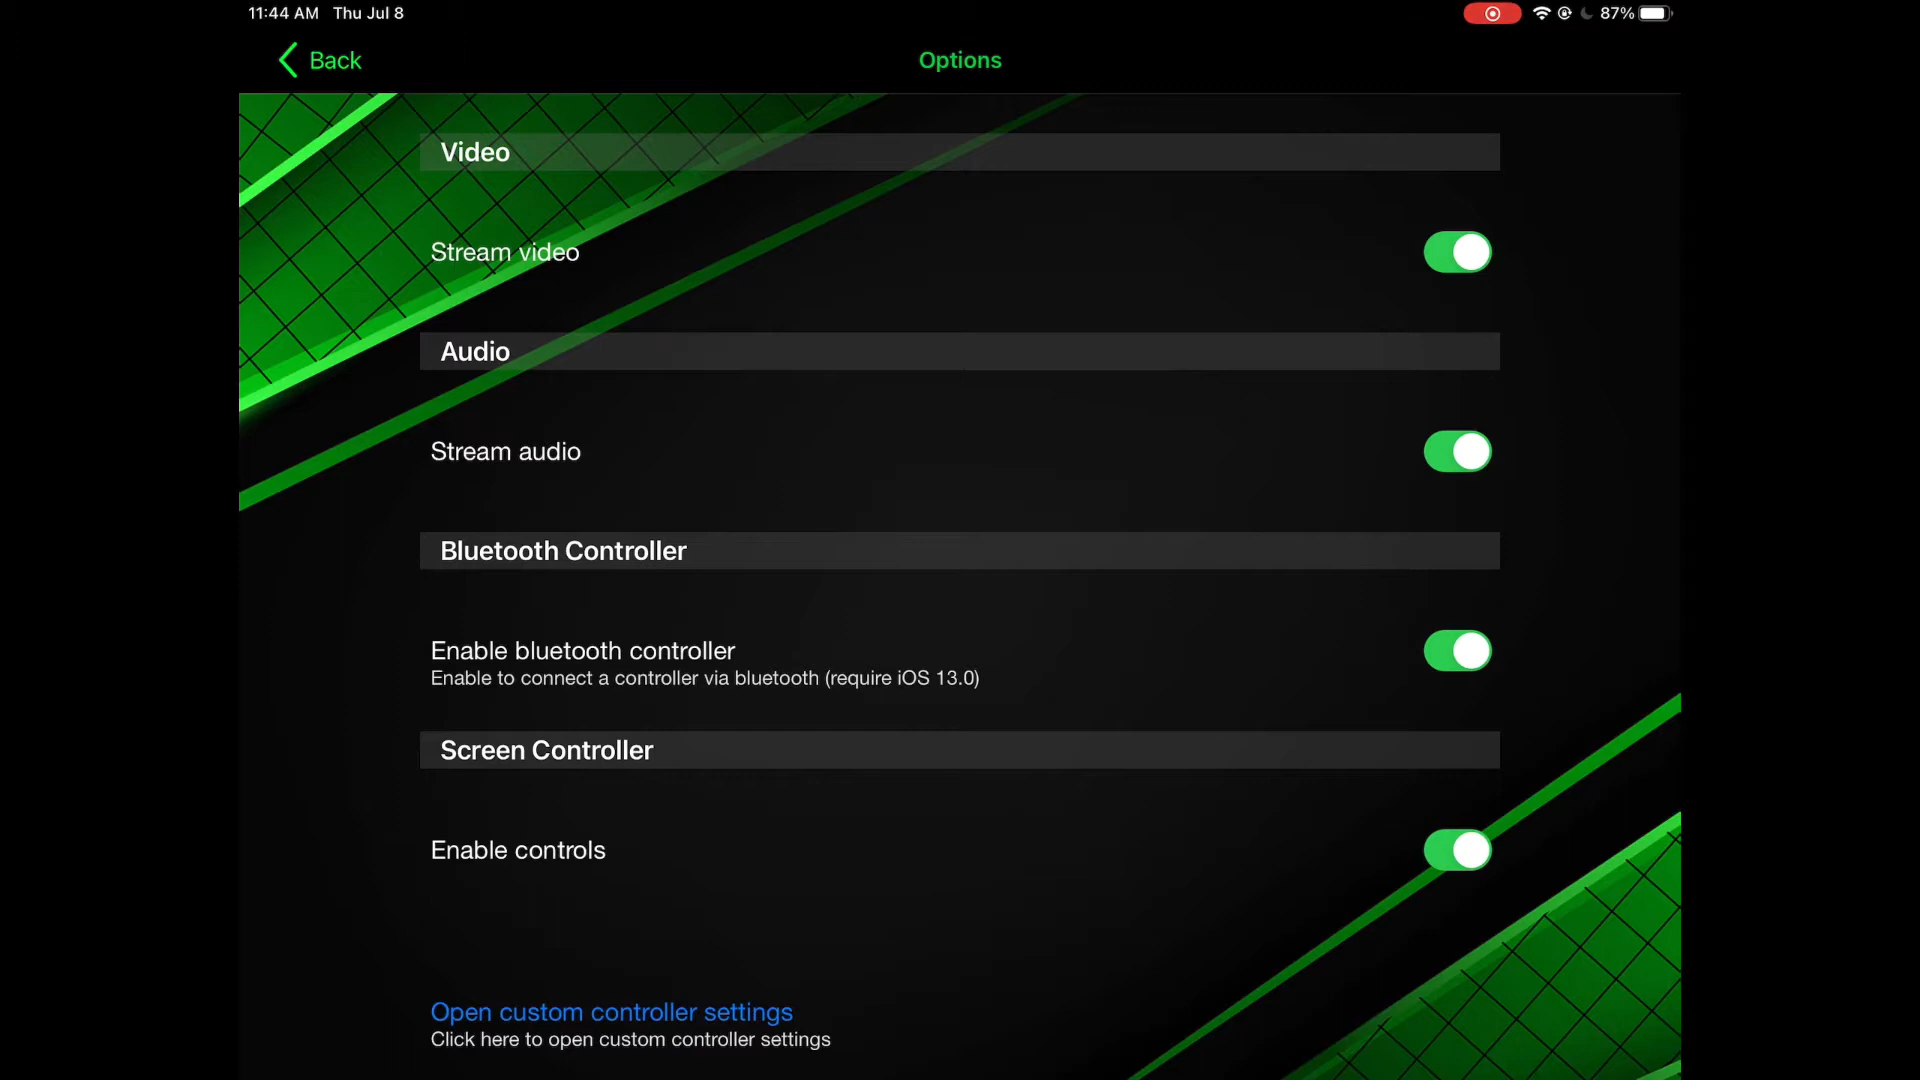 11:44 AM Thu Jul 8
87%
Back
Options
Video
Stream video
Audio
Stream audio
Bluetooth Controller
Enable bluetooth controller
Enable to connect a controller via bluetooth (require iOS 13.0)
Screen Controller
Enable controls
Open custom controller settings
Click here to open custom controller settings